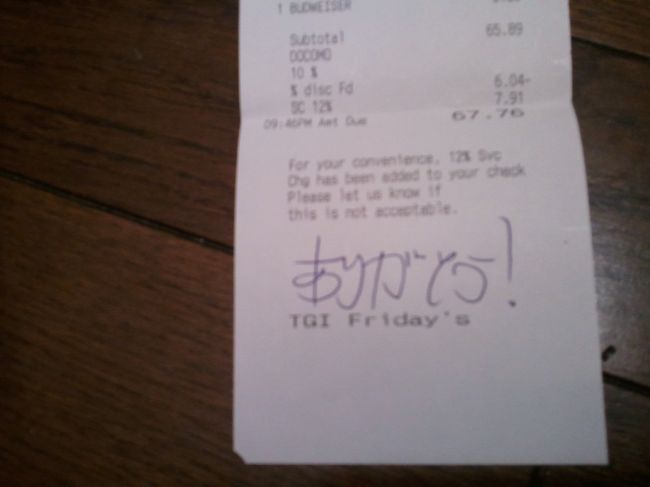 1 BUDWEISER
Subtotal 65.89
DOCOMO
10 %
% disc Fd 6.04-
SC 12% 7.91
09:46PM Amt Due 67.76
For your convenience, 12% Svc
Chg has been added to your check
Please let us know if
this is not acceptable.
ありがとう!
TGI Friday's